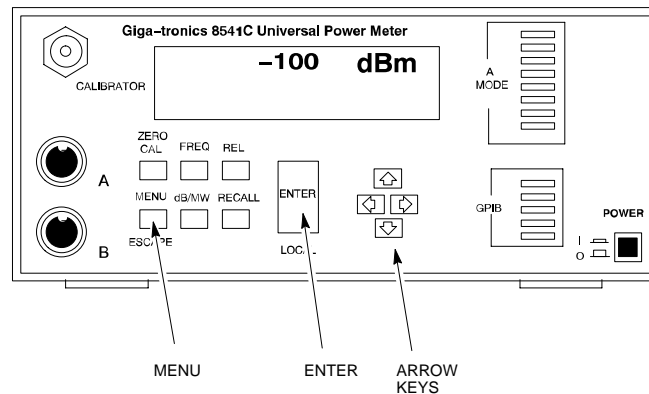 Giga-tronics 8541C Universal Power Meter
-100 dBm
CALIBRATOR
A MODE
ZERO CAL FREQ REL
A
MENU dB/MW RECALL
ENTER
GPIB
POWER
I
O
B
ESCAPE
LOCAL
MENU
ENTER
ARROW
KEYS